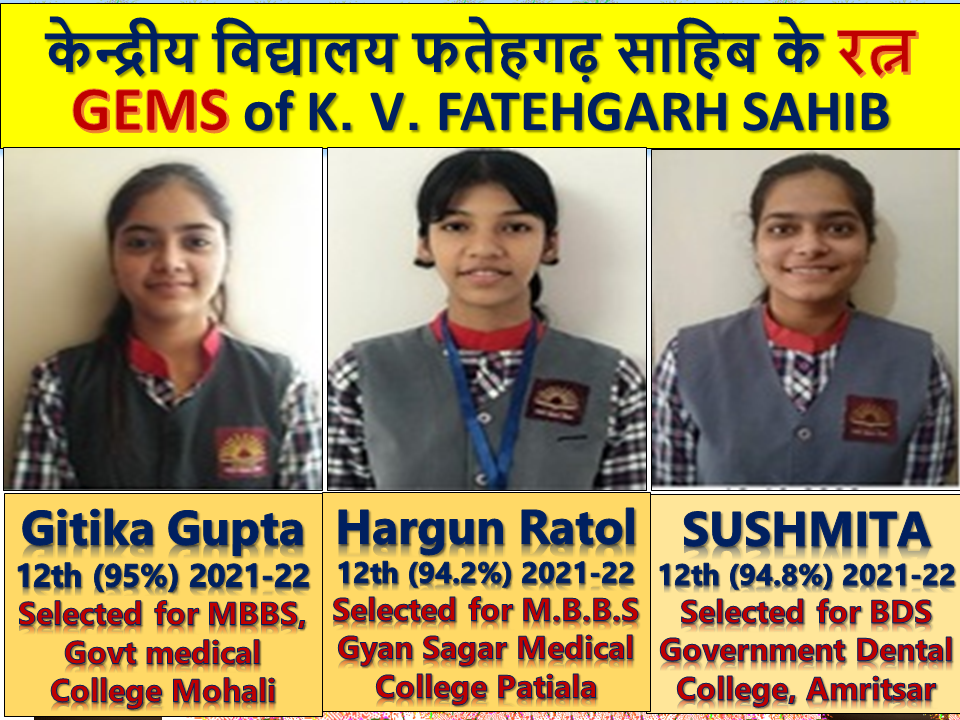 केन्द्रीय विद्यालय फतेहगढ़ साहिब के रत्न
GEMS of K. V. FATEHGARH SAHIB
Gitika Gupta
12th (95%) 2021-22
Selected for MBBS,
Govt medical
College Mohali
Hargun Ratol
12th (94.2%) 2021-22
Selected for M.B.B.S
Gyan Sagar Medical
College Patiala
SUSHMITA
12th (94.8%) 2021-22
Selected for BDS
Government Dental
College, Amritsar